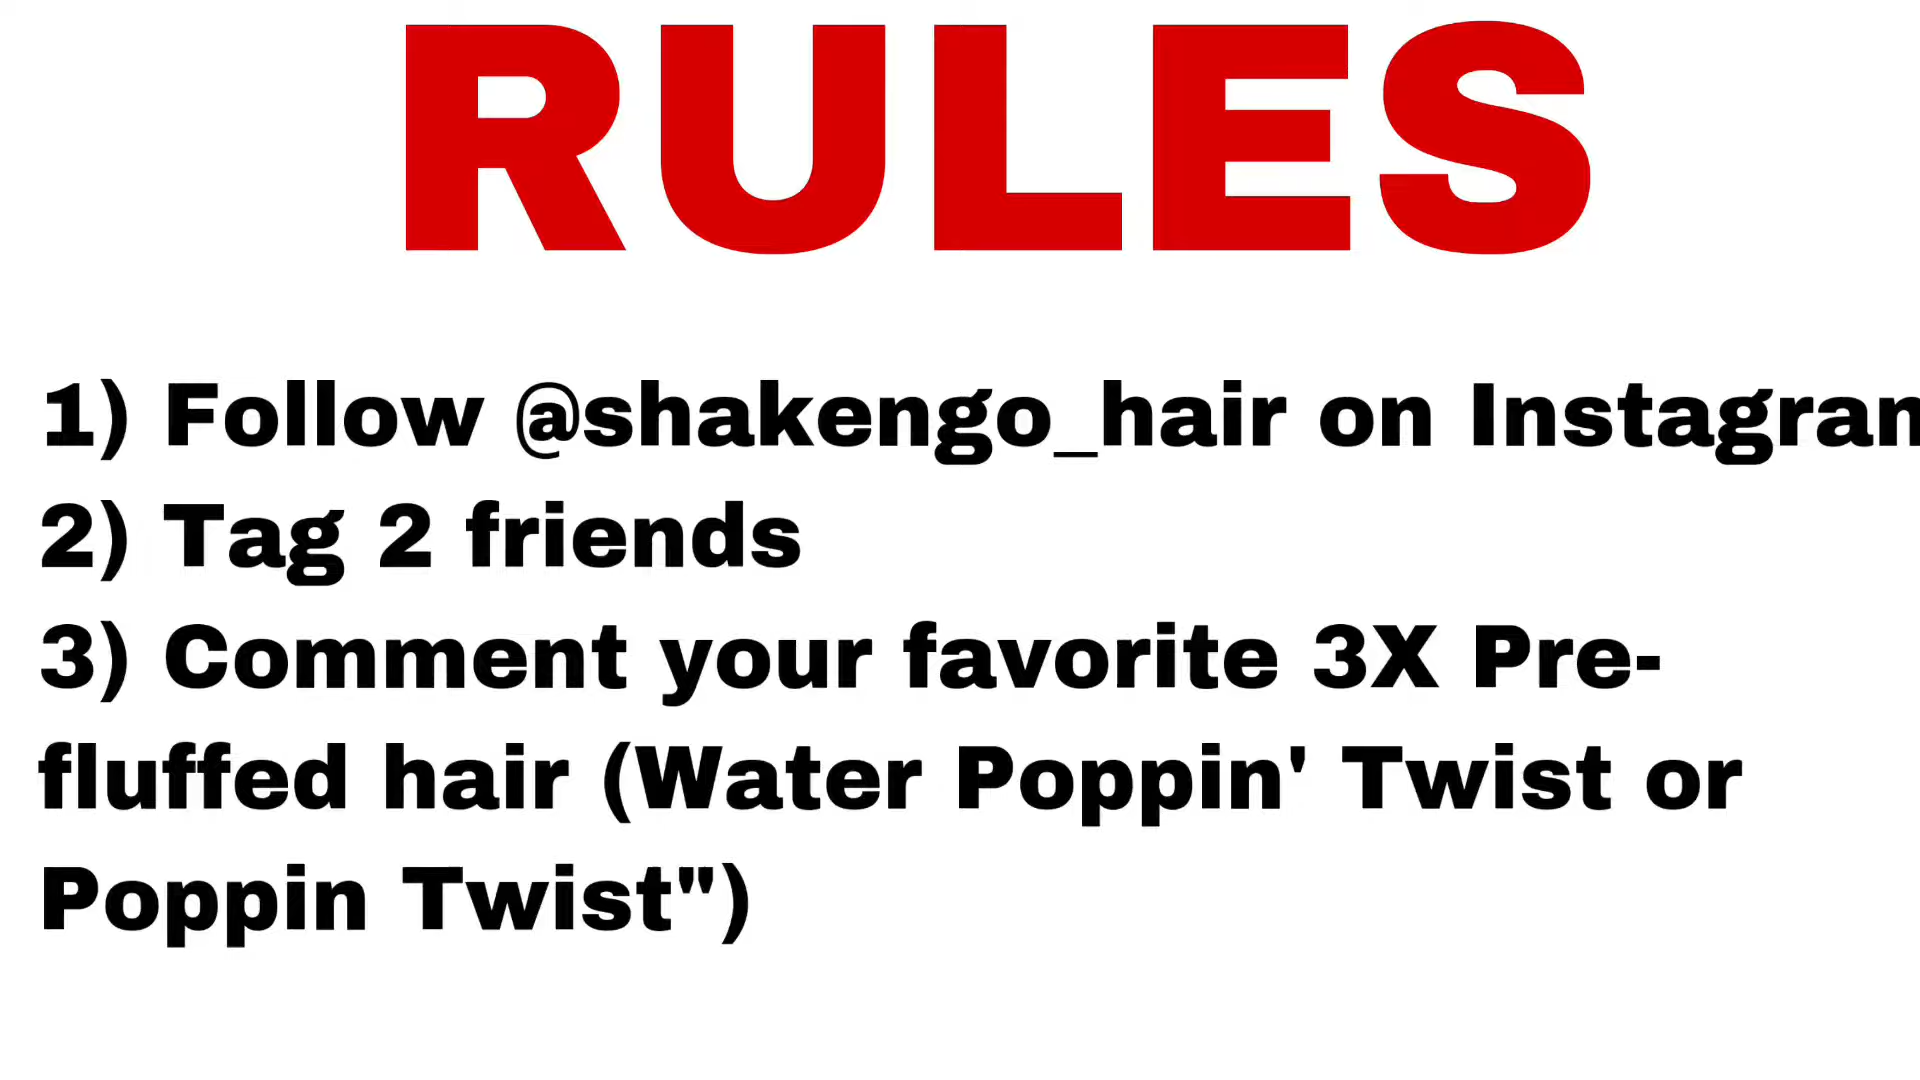 RULES
1) Follow @shakengo_hair on Instagram
2) Tag 2 friends
3) Comment your favorite 3X Pre-
fluffed hair (Water Poppin' Twist or
Poppin Twist")